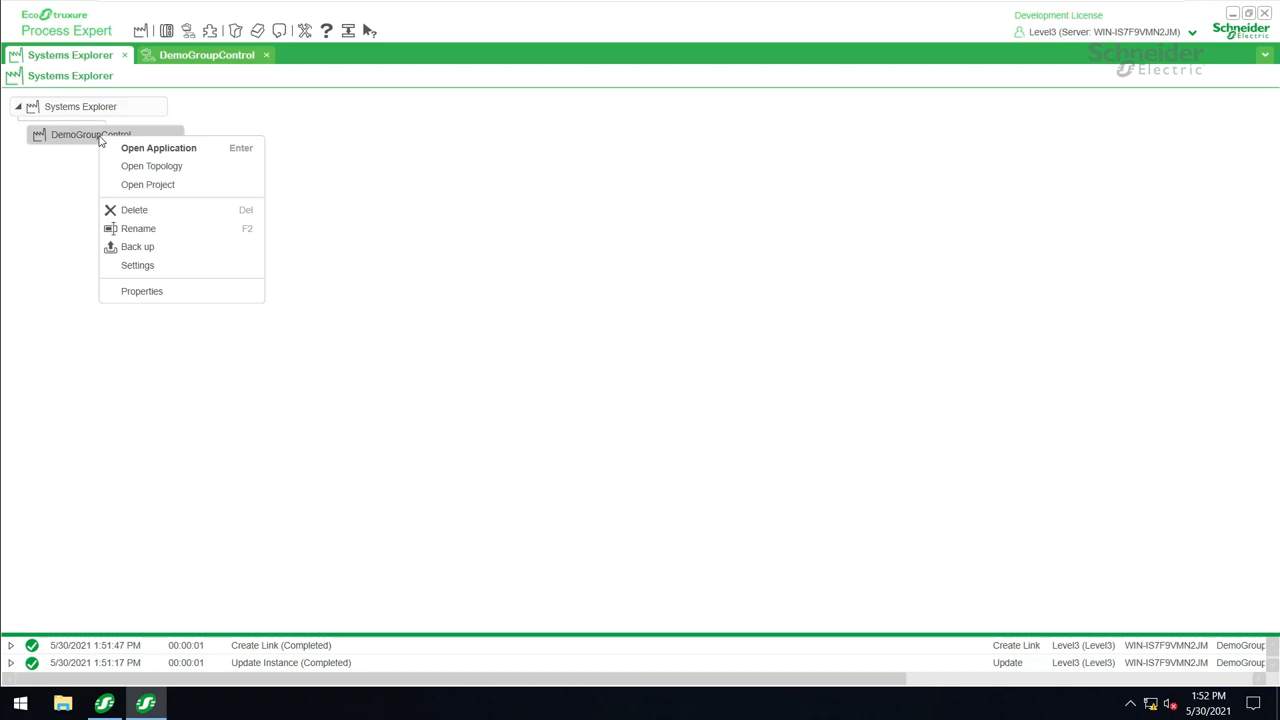 EcoStruxure
Process Expert
Development License
Level3 (Server: WIN-IS7F9VMN2JM)
Schneider
Electric
Systems Explorer ×
DemoGroupControl ×
Schneider
Electric
Systems Explorer
Systems Explorer
DemoGroupControl
Open Application Enter
Open Topology
Open Project
Delete Del
Rename F2
Back up
Settings
Properties
5/30/2021 1:51:47 PM 00:00:01 Create Link (Completed) Create Link Level3 (Level3) WIN-IS7F9VMN2JM DemoGroup
5/30/2021 1:51:17 PM 00:00:01 Update Instance (Completed) Update Level3 (Level3) WIN-IS7F9VMN2JM DemoGroup
1:52 PM
5/30/2021